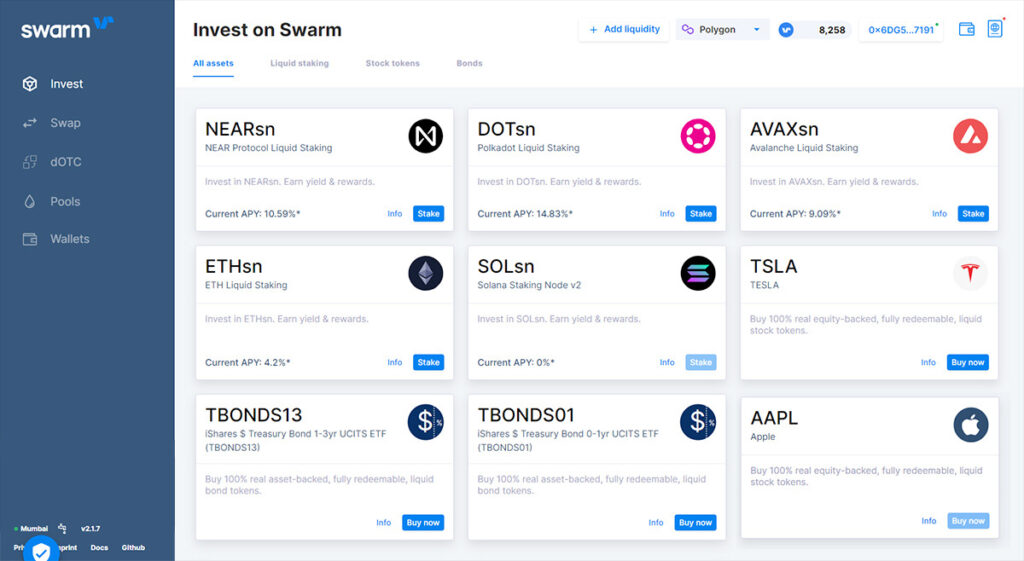 swarm
Invest on Swarm
+ Add liquidity
Polygon
8,258
0x6DG5...7191
All assets
Liquid staking
Stock tokens
Bonds
Invest
Swap
dOTC
Pools
Wallets
NEARsn
NEAR Protocol Liquid Staking
Invest in NEARsn. Earn yield & rewards.
Current APY: 10.59%*
Info
Stake
DOTsn
Polkadot Liquid Staking
Invest in DOTsn. Earn yield & rewards.
Current APY: 14.83%*
Info
Stake
AVAXsn
Avalanche Liquid Staking
Invest in AVAXsn. Earn yield & rewards.
Current APY: 9.09%*
Info
Stake
ETHsn
ETH Liquid Staking
Invest in ETHsn. Earn yield & rewards.
Current APY: 4.2%*
Info
Stake
SOLsn
Solana Staking Node v2
Invest in SOLsn. Earn yield & rewards.
Current APY: 0%*
Info
Stake
TSLA
TESLA
Buy 100% real equity-backed, fully redeemable, liquid
stock tokens.
Info
Buy now
TBONDS13
iShares $ Treasury Bond 1-3yr UCITS ETF
(TBONDS13)
$
%
Buy 100% real asset-backed, fully redeemable, liquid
bond tokens.
Info
Buy now
TBONDS01
iShares $ Treasury Bond 0-1yr UCITS ETF
(TBONDS01)
$
%
Buy 100% real asset-backed, fully redeemable, liquid
bond tokens.
Info
Buy now
AAPL
Apple
Buy 100% real equity-backed, fully redeemable, liquid
stock tokens.
Info
Buy now
Mumbai
v2.1.7
Docs
Github